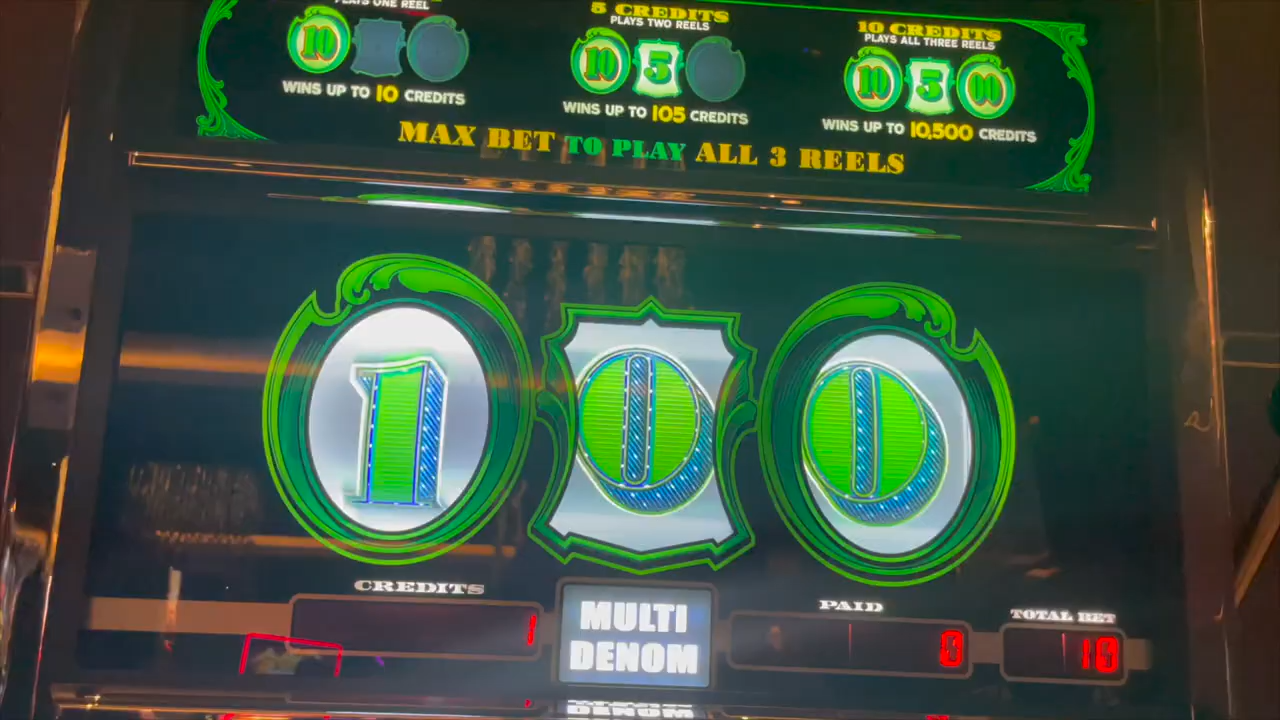 PLAYS ONE REEL
5 CREDITS
PLAYS TWO REELS
10 CREDITS
PLAYS ALL THREE REELS
10
10 5
10 5 00
WINS UP TO 10 CREDITS
WINS UP TO 105 CREDITS
WINS UP TO 10,500 CREDITS
MAX BET TO PLAY ALL 3 REELS
1 0 0
CREDITS
PAID
TOTAL BET
1
MULTI
DENOM
0
10
DENOM